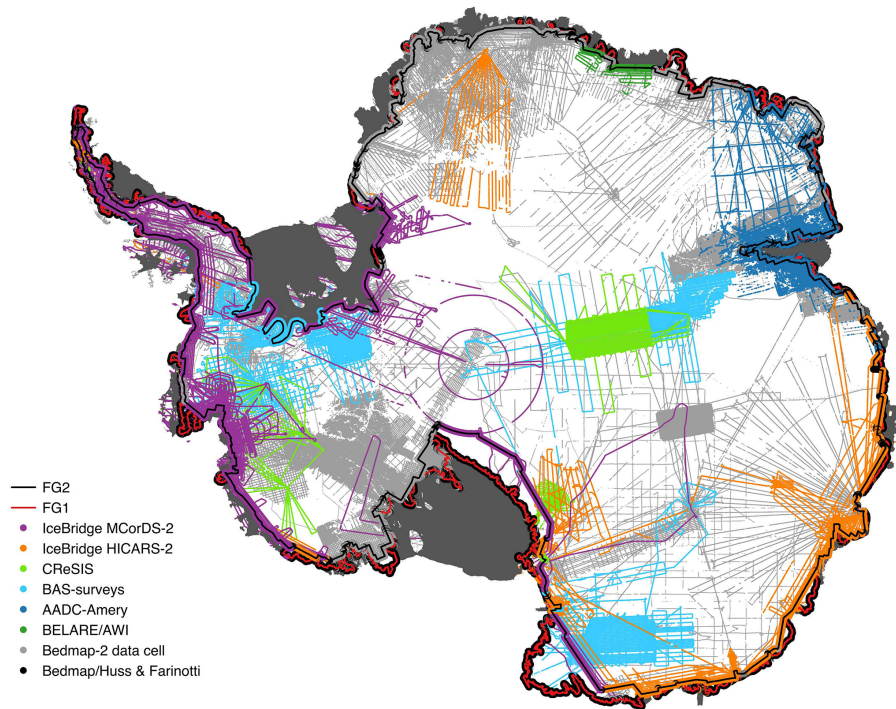 FG2
FG1
IceBridge MCorDS-2
IceBridge HICARS-2
CReSIS
BAS-surveys
AADC-Amery
BELARE/AWI
Bedmap-2 data cell
Bedmap/Huss & Farinotti